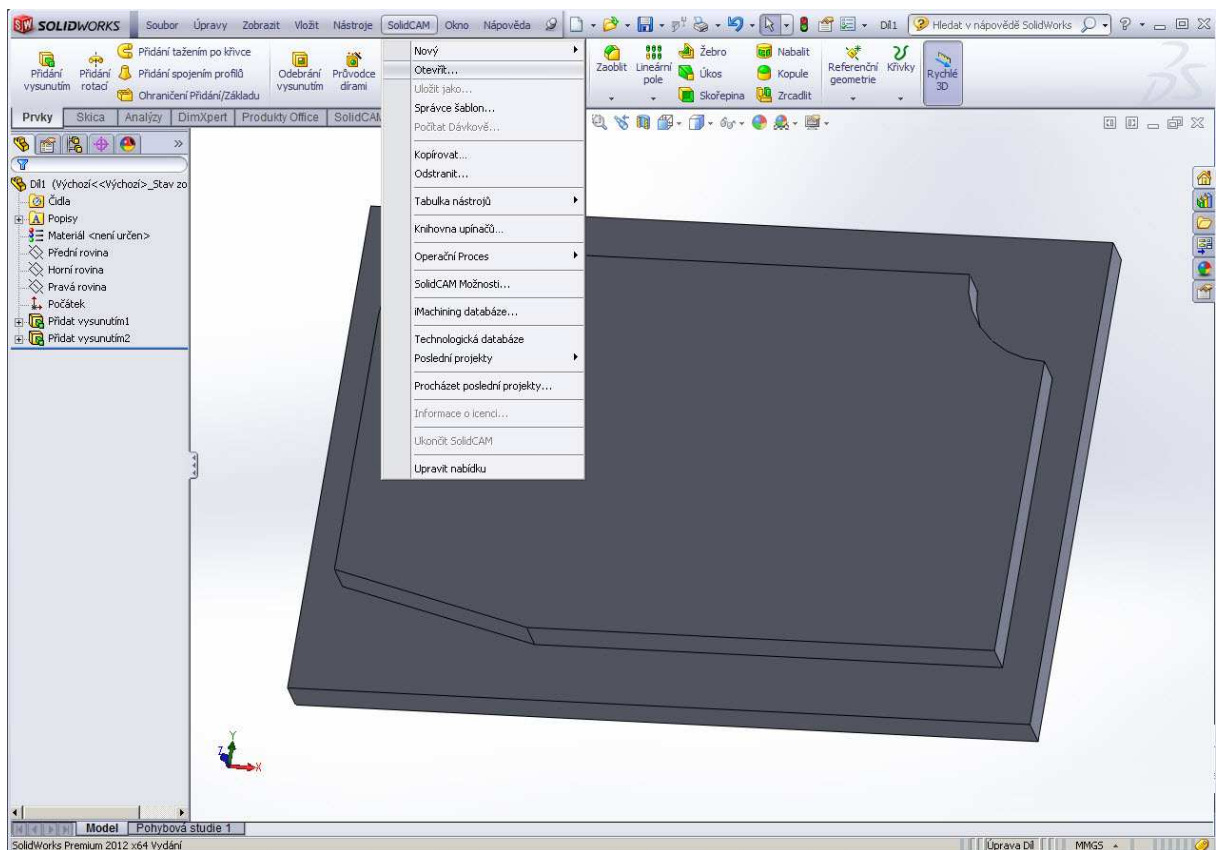 SW SOLIDWORKS Soubor Úpravy Zobrazit Vložit Nástroje SolidCAM Okno Nápověda Díl1 Hledat v nápovědě SolidWorks
Přidání vysunutím
Přidání rotací
Přidání tažením po křivce
Přidání spojením profilů
Ohraničení Přidání/Základu
Odebrání vysunutím
Průvodce dírami
Zaoblit
Lineární pole
Žebro
Úkos
Skořepina
Nabalit
Kopule
Zrcadlit
Referenční geometrie
Křivky
Rychlé 3D
Prvky Skica Analýzy DimXpert Produkty Office SolidCAM
Nový
Otevřít...
Uložit jako...
Správce šablon...
Počítat Dávkově...
Kopírovat...
Odstranit...
Tabulka nástrojů
Knihovna upínačů...
Operační Proces
SolidCAM Možnosti...
iMachining databáze...
Technologická databáze
Poslední projekty
Procházet poslední projekty...
Informace o icenci...
Ukončit SolidCAM
Upravit nabídku
Díl1 (Výchozí<<Výchozí>_Stav zo
Čidla
Popisy
Materiál <není určen>
Přední rovina
Horní rovina
Pravá rovina
Počátek
Přidat vysunutím1
Přidat vysunutím2
Y
Z
X
Model Pohybová studie 1
SolidWorks Premium 2012 x64 Vydání Úprava Díl MMGS